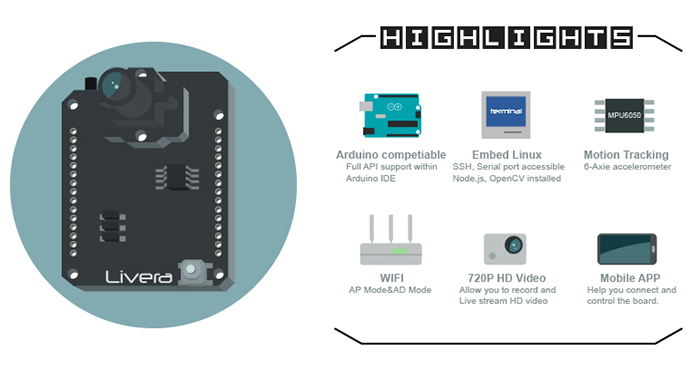 HIGHLIGHTS
Livera
terminal
MPU6050
Arduino competiable
Full API support within
Arduino IDE
Embed Linux
SSH, Serial port accessible
Node.js, OpenCV installed
Motion Tracking
6-Axie accelerometer
WIFI
AP Mode&AD Mode
720P HD Video
Allow you to record and
Live stream HD video
Mobile APP
Help you connect and
control the board.